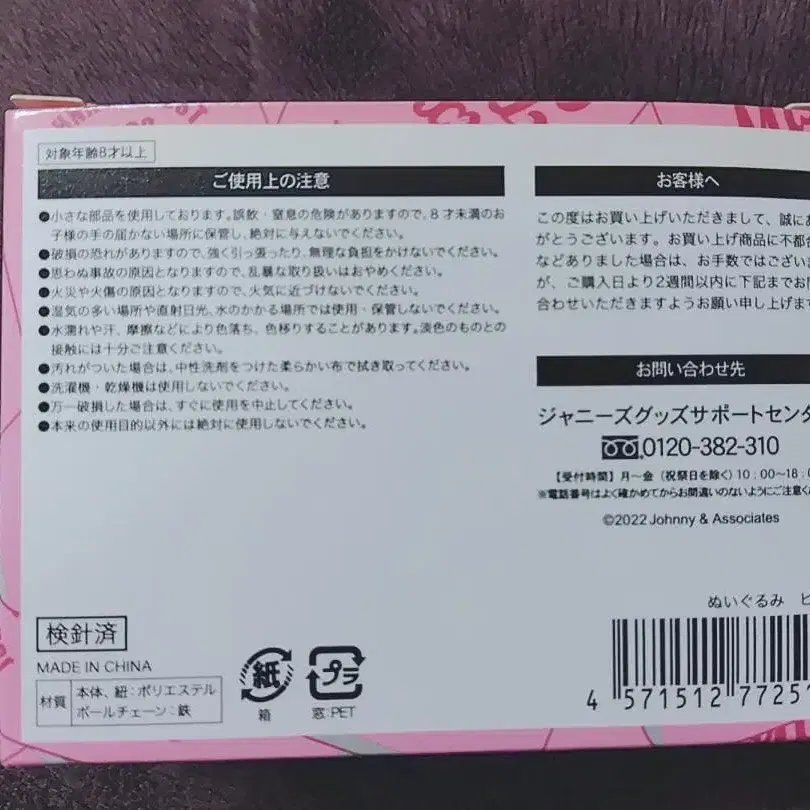 対象年齢8才以上
ご使用上の注意
●小さな部品を使用しております。誤飲・窒息の危険がありますので、8才未満のお
子様の手の届かない場所に保管し、絶対に与えないでください。
●破損の恐れがありますので、強く引っ張ったり、無理な負担をかけないでください。
●思わぬ事故の原因となりますので、乱暴な取り扱いはおやめください。
●火災や火傷の原因となりますので、火気に近づけないでください。
●湿気の多い場所や直射日光、水のかかる場所では使用・保管しないでください。
●水濡れや汗、摩擦などにより色落ち、色移りすることがあります。淡色のものとの
接触には十分ご注意ください。
●汚れがついた場合は、中性洗剤をつけた柔らかい布で拭き取ってください。
●洗濯機・乾燥機は使用しないでください。
●万一破損した場合は、すぐに使用を中止してください。
●本来の使用目的以外には絶対に使用しないでください。
お客様へ
この度はお買い上げいただきまして、誠にあ
がとうございます。お買い上げ商品に不都合
などありました場合は、お手数ではございま
が、ご購入日より2週間以内に下記までお問
合わせいただきますようお願い申し上げます
お問い合わせ先
ジャニーズグッズサポートセンタ
0120-382-310
【受付時間】月〜金（祝祭日を除く）10:00〜18:0
※電話番号はよく確かめてからお間違いのないようにご注意くだ
©2022 Johnny & Associates
ぬいぐるみ ピ
4 571512 77251
検針済
MADE IN CHINA
材質 本体、紐:ポリエステル
ボールチェーン:鉄
紙
箱
プラ
窓:PET